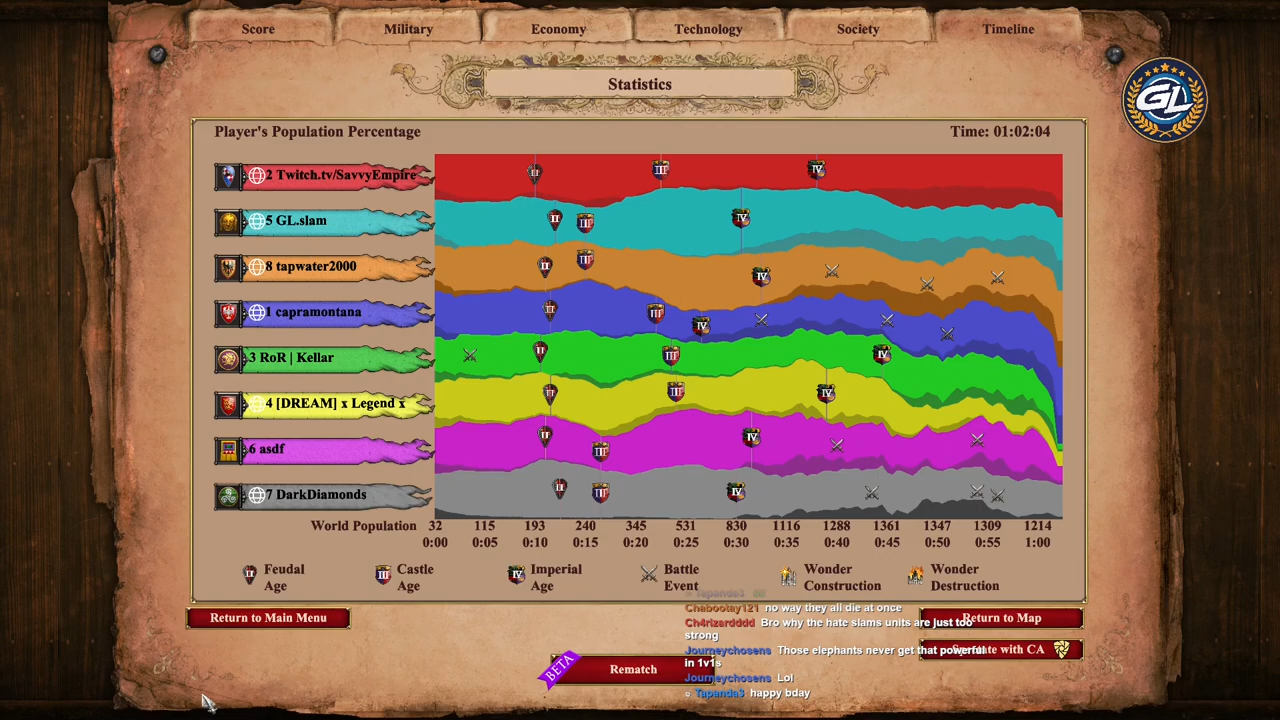 Score Military Economy Technology Society Timeline
Statistics
GL
Player's Population Percentage Time: 01:02:04
2 Twitch.tv/SavvyEmpire
5 GL.slam
8 tapwater2000
1 capramontana
3 RoR | Kellar
4 [DREAM] x Legend x
6 asdf
7 DarkDiamonds
World Population 32 115 193 240 345 531 830 1116 1288 1361 1347 1309 1214
0:00 0:05 0:10 0:15 0:20 0:25 0:30 0:35 0:40 0:45 0:50 0:55 1:00
Feudal Age
Castle Age
Imperial Age
Battle Event
Wonder Construction
Wonder Destruction
Tapanda3
Chabootay121 no way they all die at once
Return to Main Menu
Return to Map
Ch4rizardddd Bro why the hate slams units are just too
strong
Journeychosens Those elephants never get that powerful
in 1v1s
with CA
BETA
Rematch
Journeychosens Lol
Tapanda3 happy bday